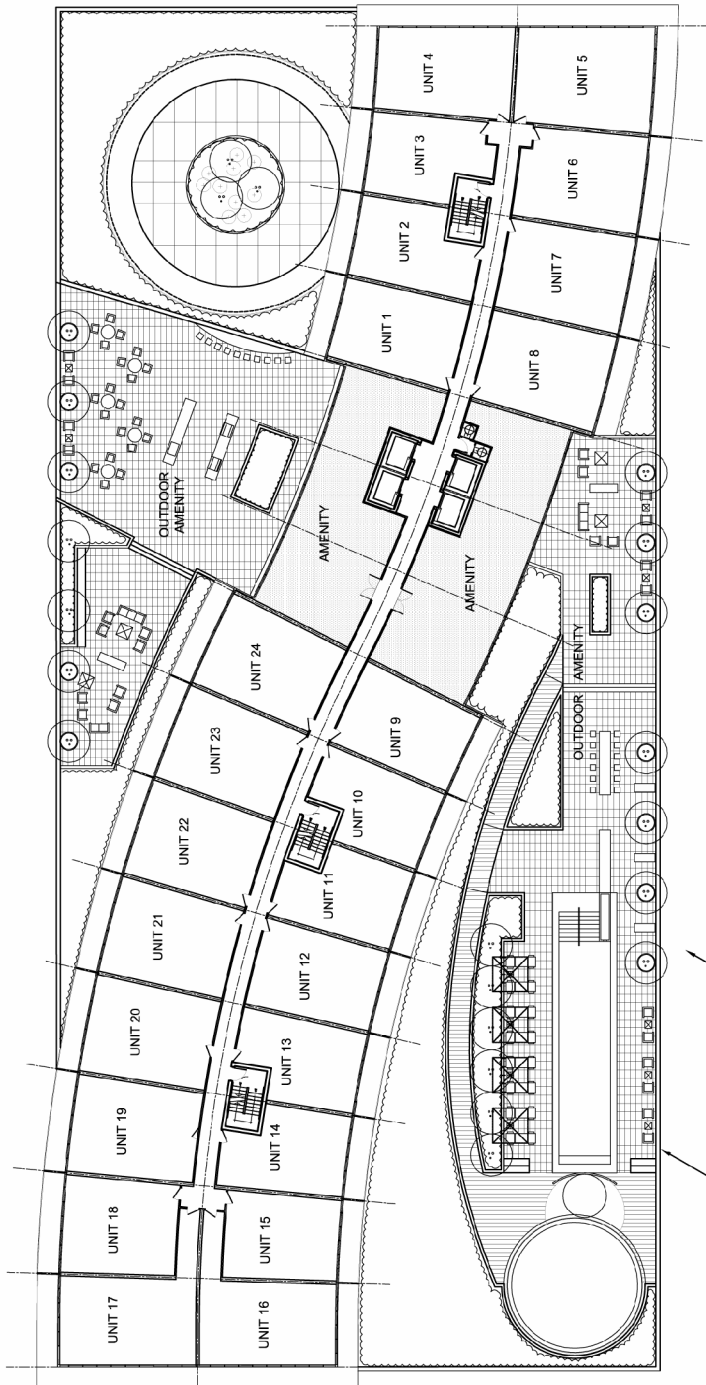 UNIT 4
UNIT 5
UNIT 3
UNIT 6
UNIT 2
UNIT 7
UNIT 1
UNIT 8
OUTDOOR
AMENITY
AMENITY
AMENITY
OUTDOOR
AMENITY
UNIT 24
UNIT 9
UNIT 23
UNIT 10
UNIT 22
UNIT 11
UNIT 21
UNIT 12
UNIT 20
UNIT 13
UNIT 19
UNIT 14
UNIT 18
UNIT 15
UNIT 17
UNIT 16